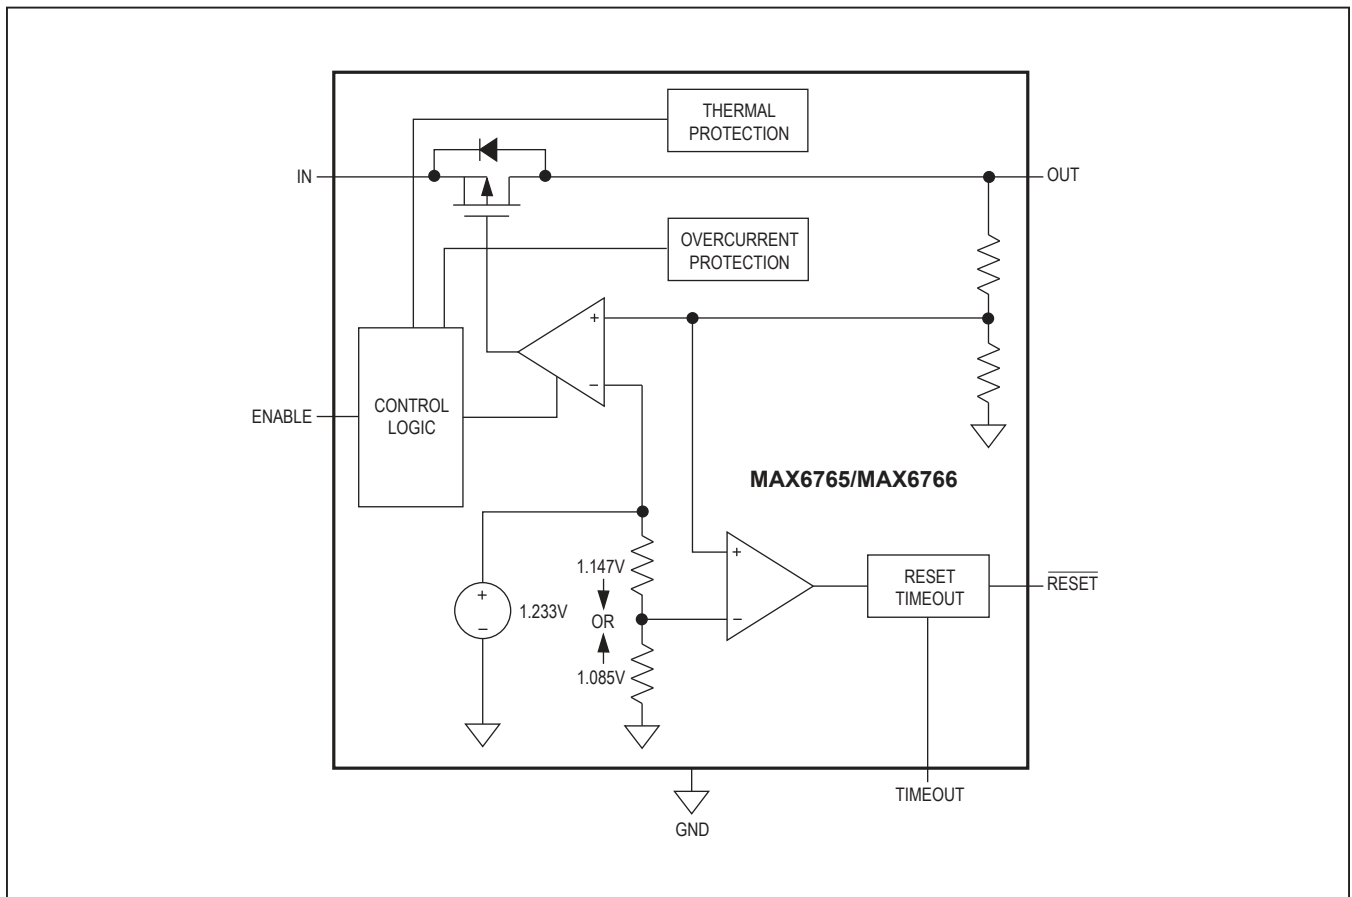 THERMAL
PROTECTION
IN
OUT
OVERCURRENT
PROTECTION
+
−
ENABLE
CONTROL
LOGIC
MAX6765/MAX6766
1.147V
OR
1.085V
+
−
1.233V
+
−
RESET
TIMEOUT
RESET
TIMEOUT
GND